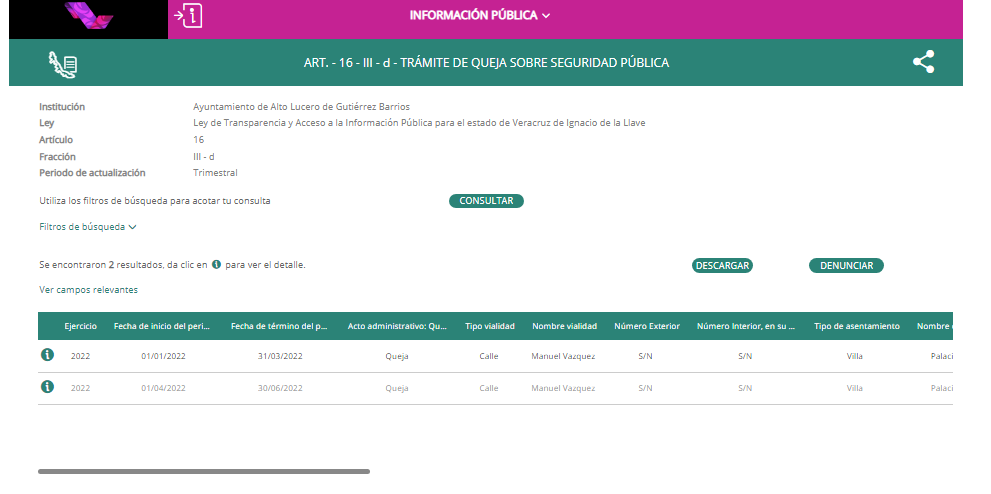 INFORMACIÓN PÚBLICA
ART. - 16 - III - d - TRÁMITE DE QUEJA SOBRE SEGURIDAD PÚBLICA
Institución Ayuntamiento de Alto Lucero de Gutiérrez Barrios
Ley Ley de Transparencia y Acceso a la Información Pública para el estado de Veracruz de Ignacio de la Llave
Artículo 16
Fracción III - d
Periodo de actualización Trimestral
Utiliza los filtros de búsqueda para acotar tu consulta CONSULTAR
Filtros de búsqueda
Se encontraron 2 resultados, da clic en i para ver el detalle. DESCARGAR DENUNCIAR
Ver campos relevantes
Ejercicio Fecha de inicio del peri... Fecha de término del p... Acto administrativo: Qu... Tipo vialidad Nombre vialidad Número Exterior Número Interior, en su ... Tipo de asentamiento Nombre
2022 01/01/2022 31/03/2022 Queja Calle Manuel Vazquez S/N S/N Villa Palaci
2022 01/04/2022 30/06/2022 Queja Calle Manuel Vazquez S/N S/N Villa Palaci